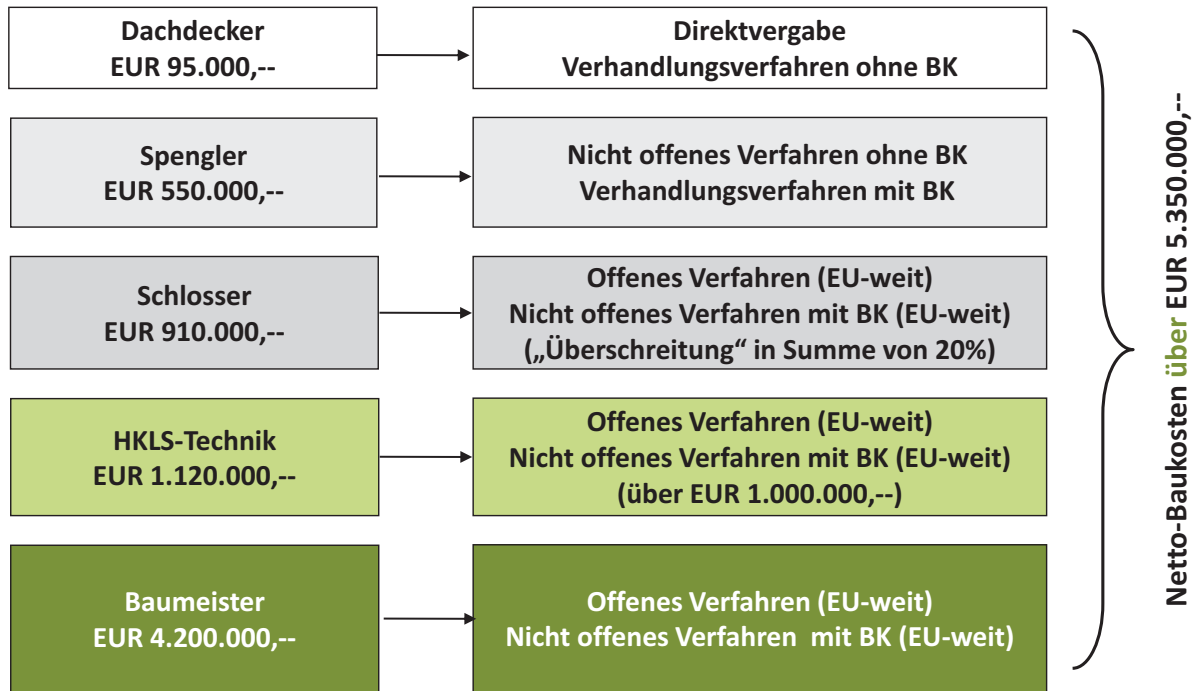 Dachdecker
EUR 95.000,--
Direktvergabe
Verhandlungsverfahren ohne BK
Spengler
EUR 550.000,--
Nicht offenes Verfahren ohne BK
Verhandlungsverfahren mit BK
Schlosser
EUR 910.000,--
Offenes Verfahren (EU-weit)
Nicht offenes Verfahren mit BK (EU-weit)
(„Überschreitung“ in Summe von 20%)
HKLS-Technik
EUR 1.120.000,--
Offenes Verfahren (EU-weit)
Nicht offenes Verfahren mit BK (EU-weit)
(über EUR 1.000.000,--)
Baumeister
EUR 4.200.000,--
Offenes Verfahren (EU-weit)
Nicht offenes Verfahren mit BK (EU-weit)
Netto-Baukosten über EUR 5.350.000,--